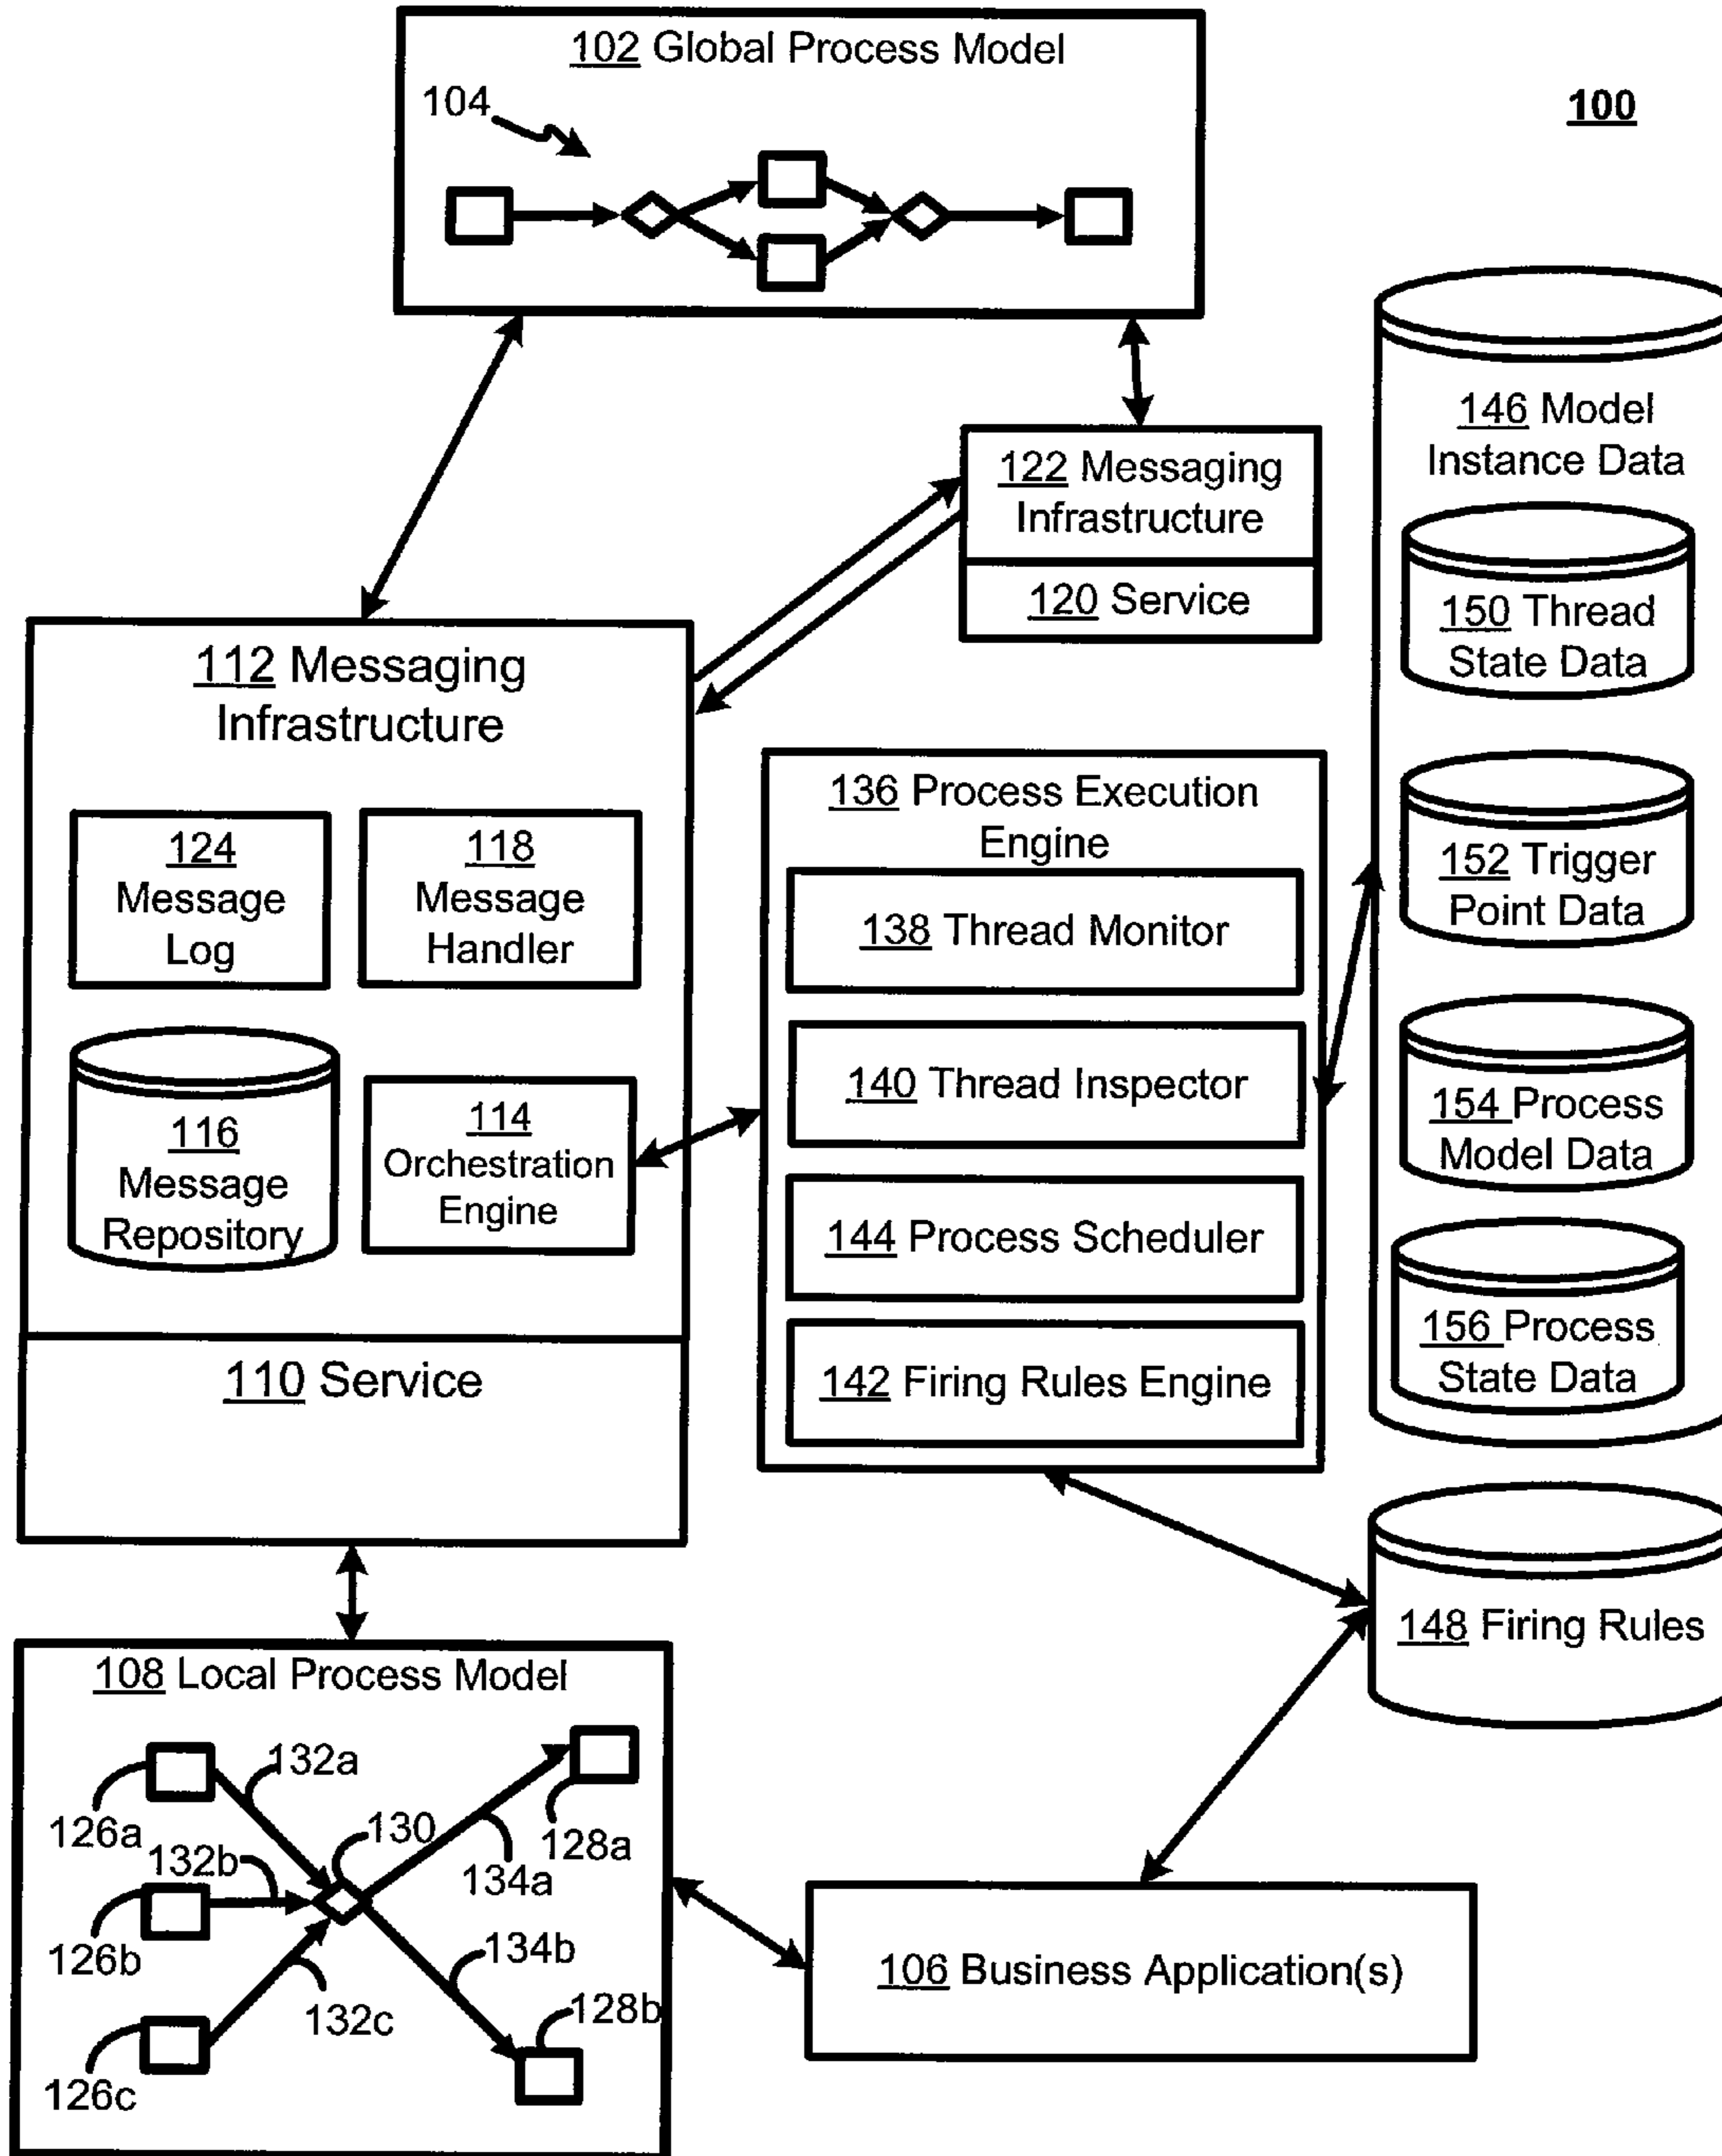 102 Global Process Model
104
100
122 Messaging
Infrastructure
120 Service
146 Model
Instance Data
150 Thread
State Data
152 Trigger
Point Data
154 Process
Model Data
156 Process
State Data
112 Messaging
Infrastructure
124
Message
Log
118
Message
Handler
116
Message
Repository
114
Orchestration
Engine
110 Service
136 Process Execution
Engine
138 Thread Monitor
140 Thread Inspector
144 Process Scheduler
142 Firing Rules Engine
148 Firing Rules
108 Local Process Model
132a
126a
130
128a
132b
134a
126b
134b
132c
128b
126c
106 Business Application(s)